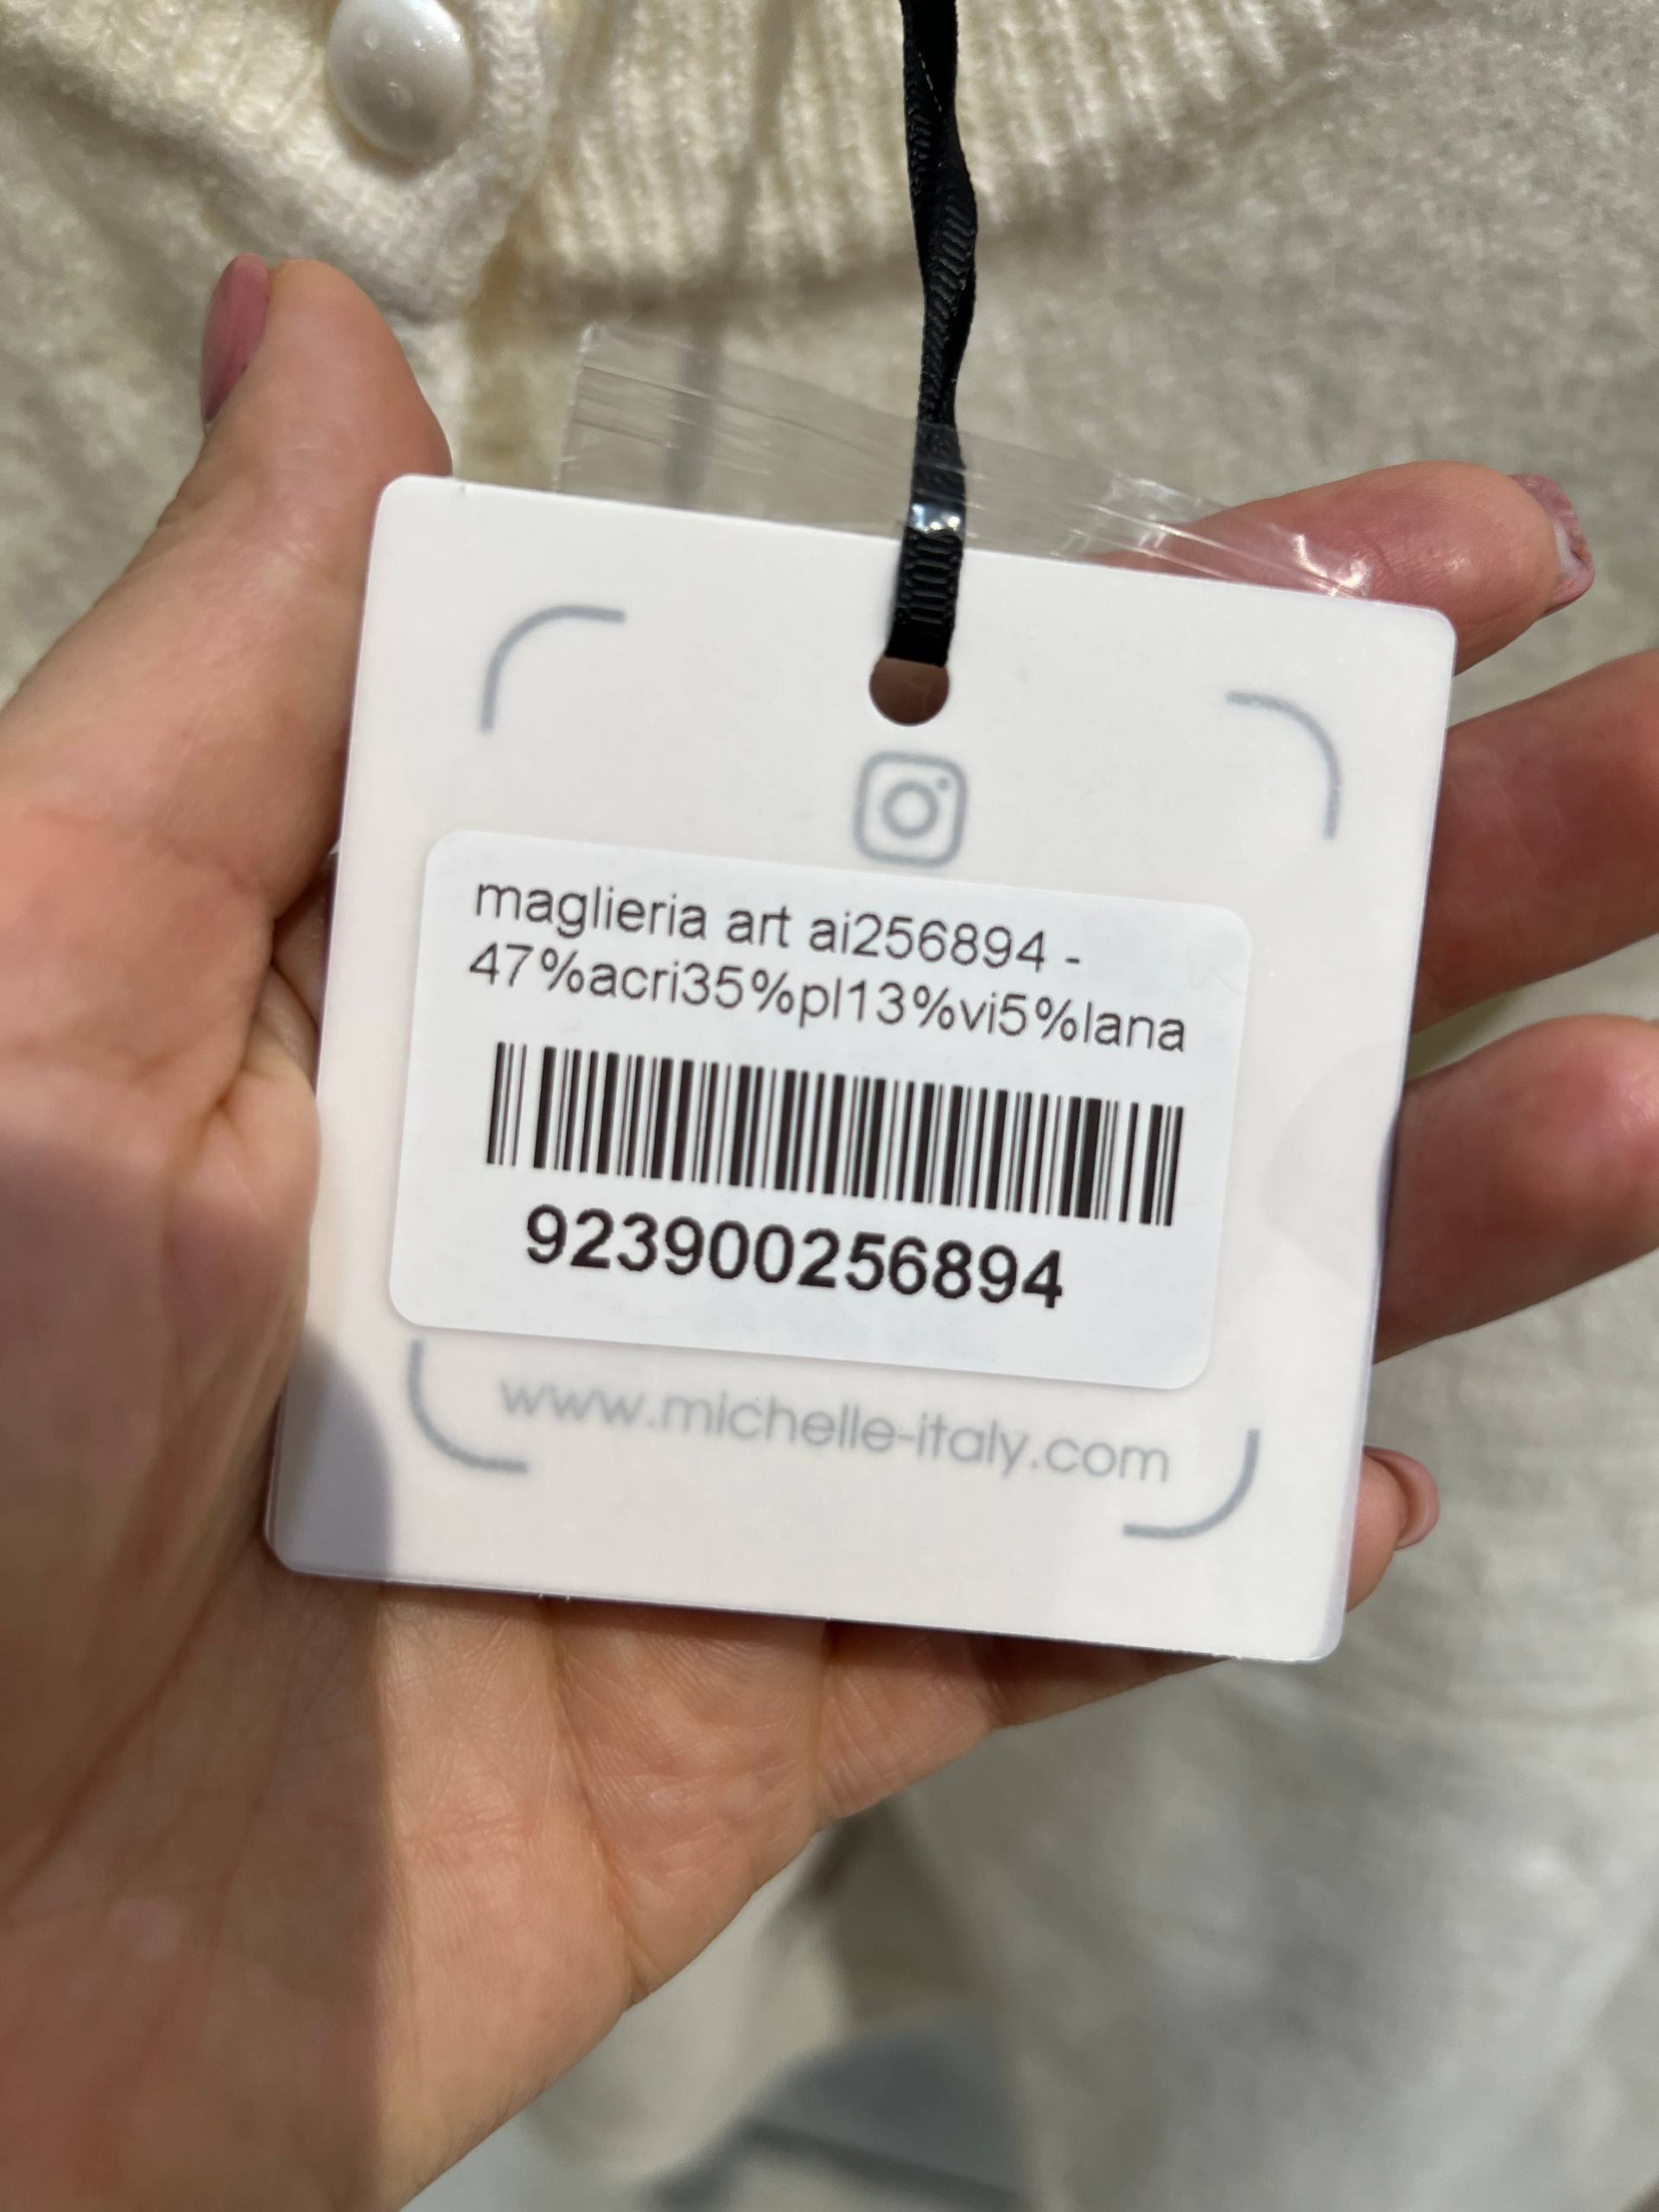 maglieria art ai256894 -
47%acri35%pl13%vi5%lana
923900256894
www.michelle-italy.com